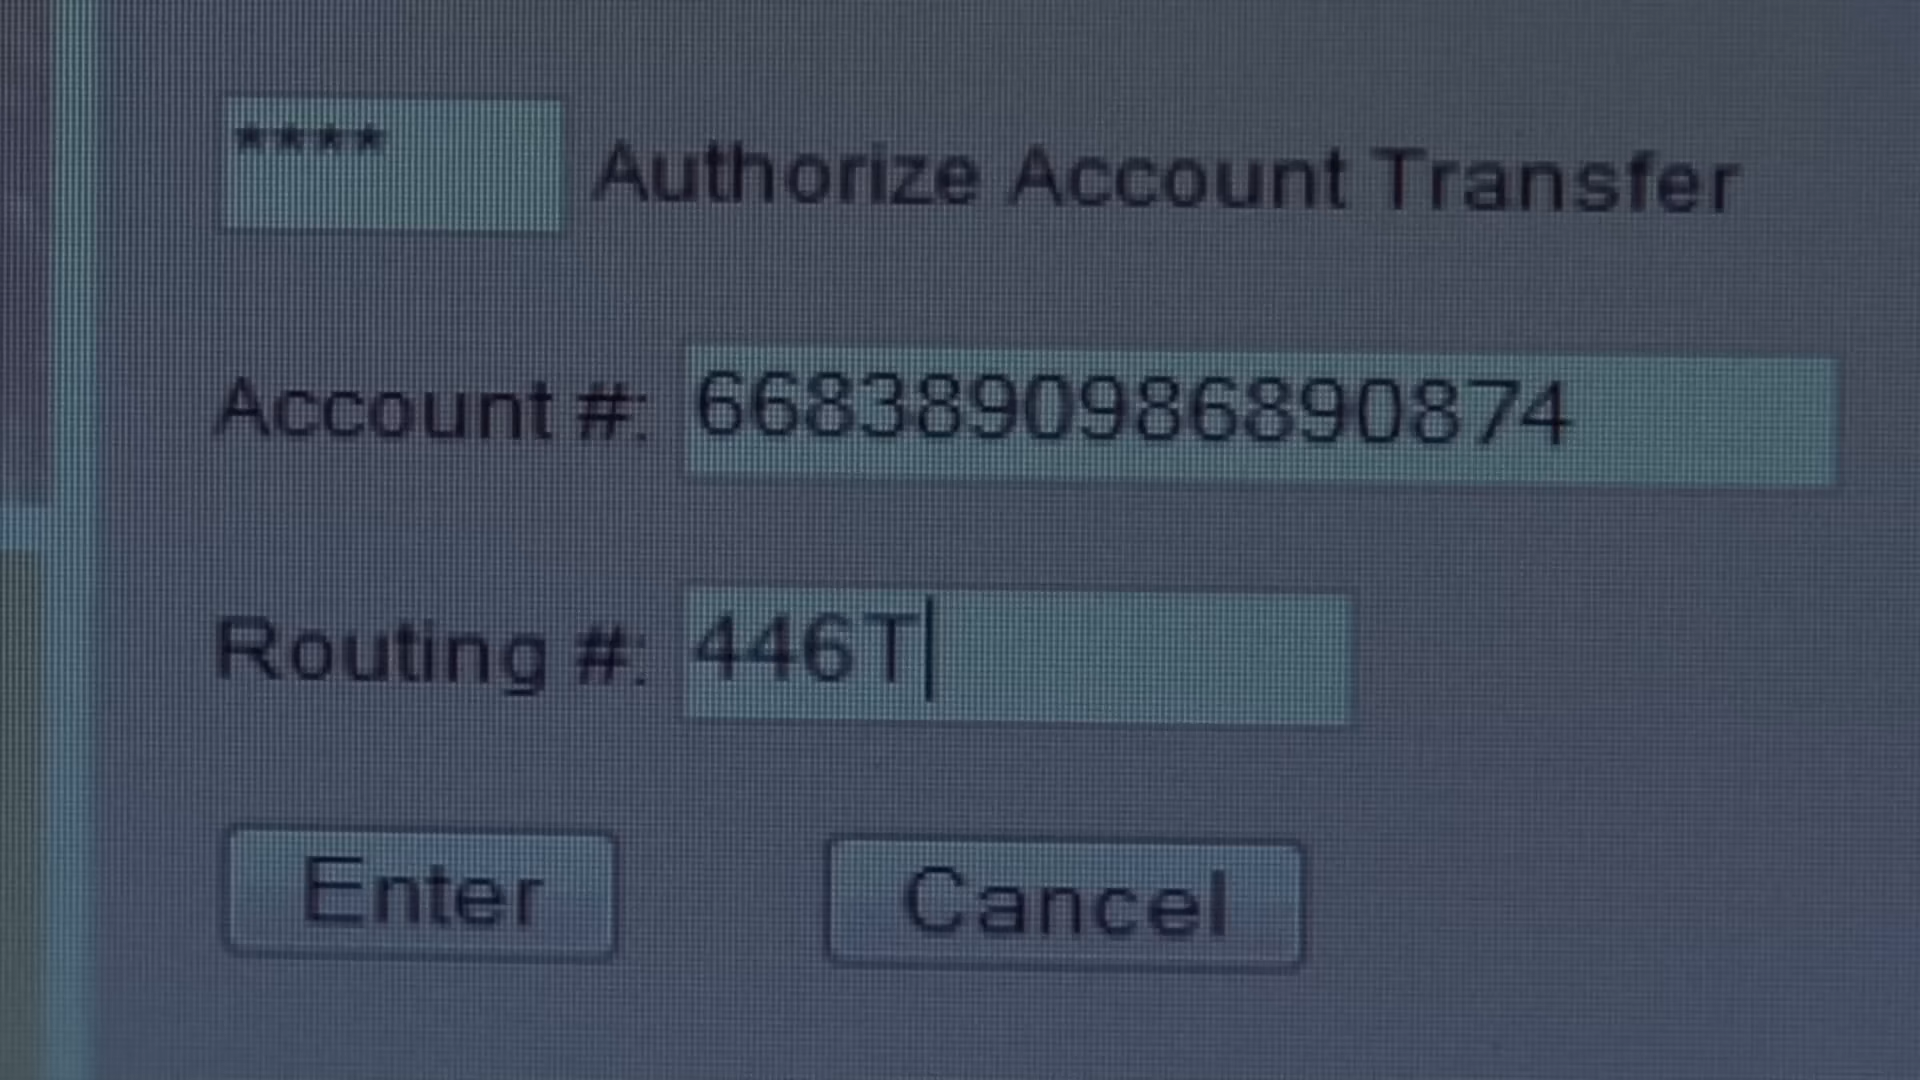 **** Authorize Account Transfer
Account #: 6683890986890874
Routing #: 446T
Enter Cancel